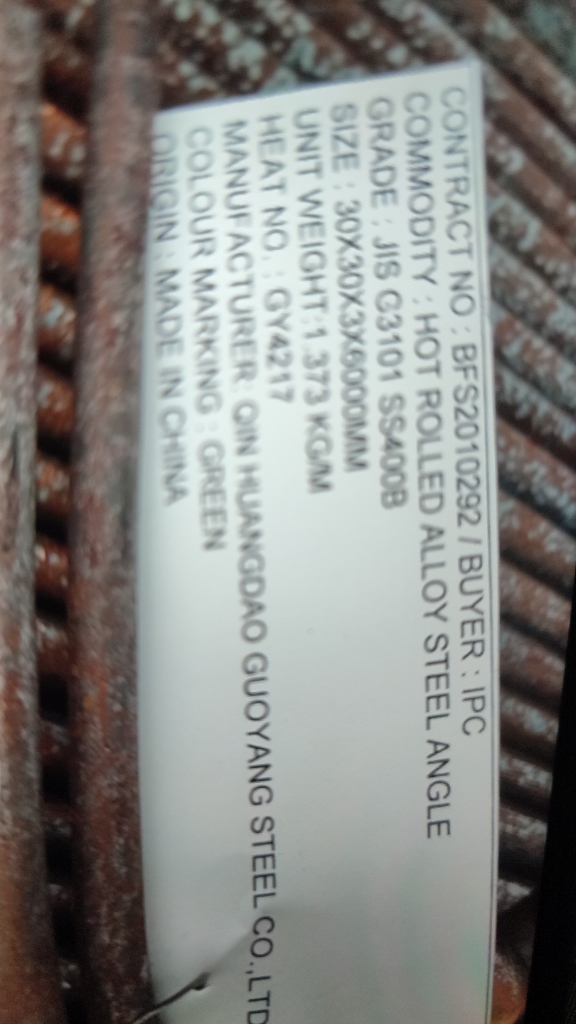 CONTRACT NO : BFS2010292 / BUYER : IPC
COMMODITY : HOT ROLLED ALLOY STEEL ANGLE
GRADE : JIS G3101 SS400B
SIZE : 30X30X3X6000MM
UNIT WEIGHT:1.373 KG/M
HEAT NO. : GY4217
MANUFACTURER: QIN HUANGDAO GUOYANG STEEL CO.,LTD
COLOUR MARKING : GREEN
ORIGIN : MADE IN CHINA